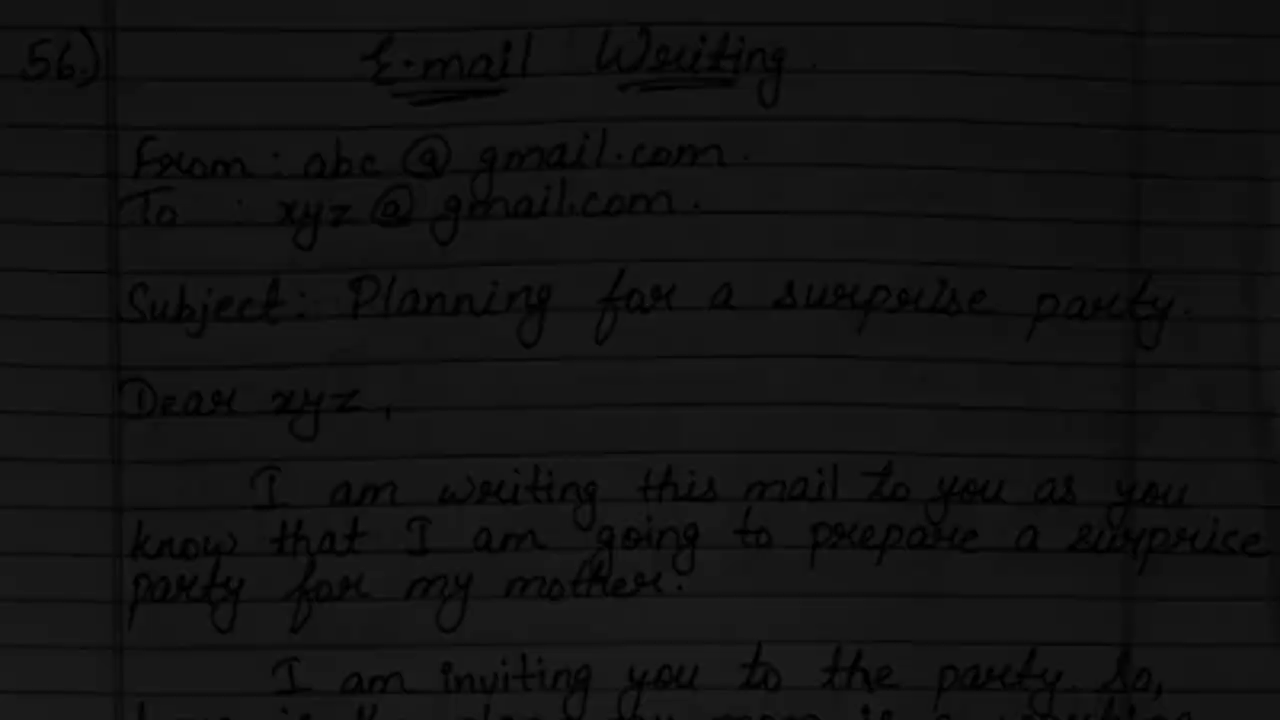 56.) E-mail Writing.
From : abc @ gmail.com.
To : xyz @ gmail.com.
Subject : Planning for a surprise party.
Dear xyz,
I am writing this mail to you as you
know that I am going to prepare a surprise
party for my mother.
I am inviting you to the party. So,